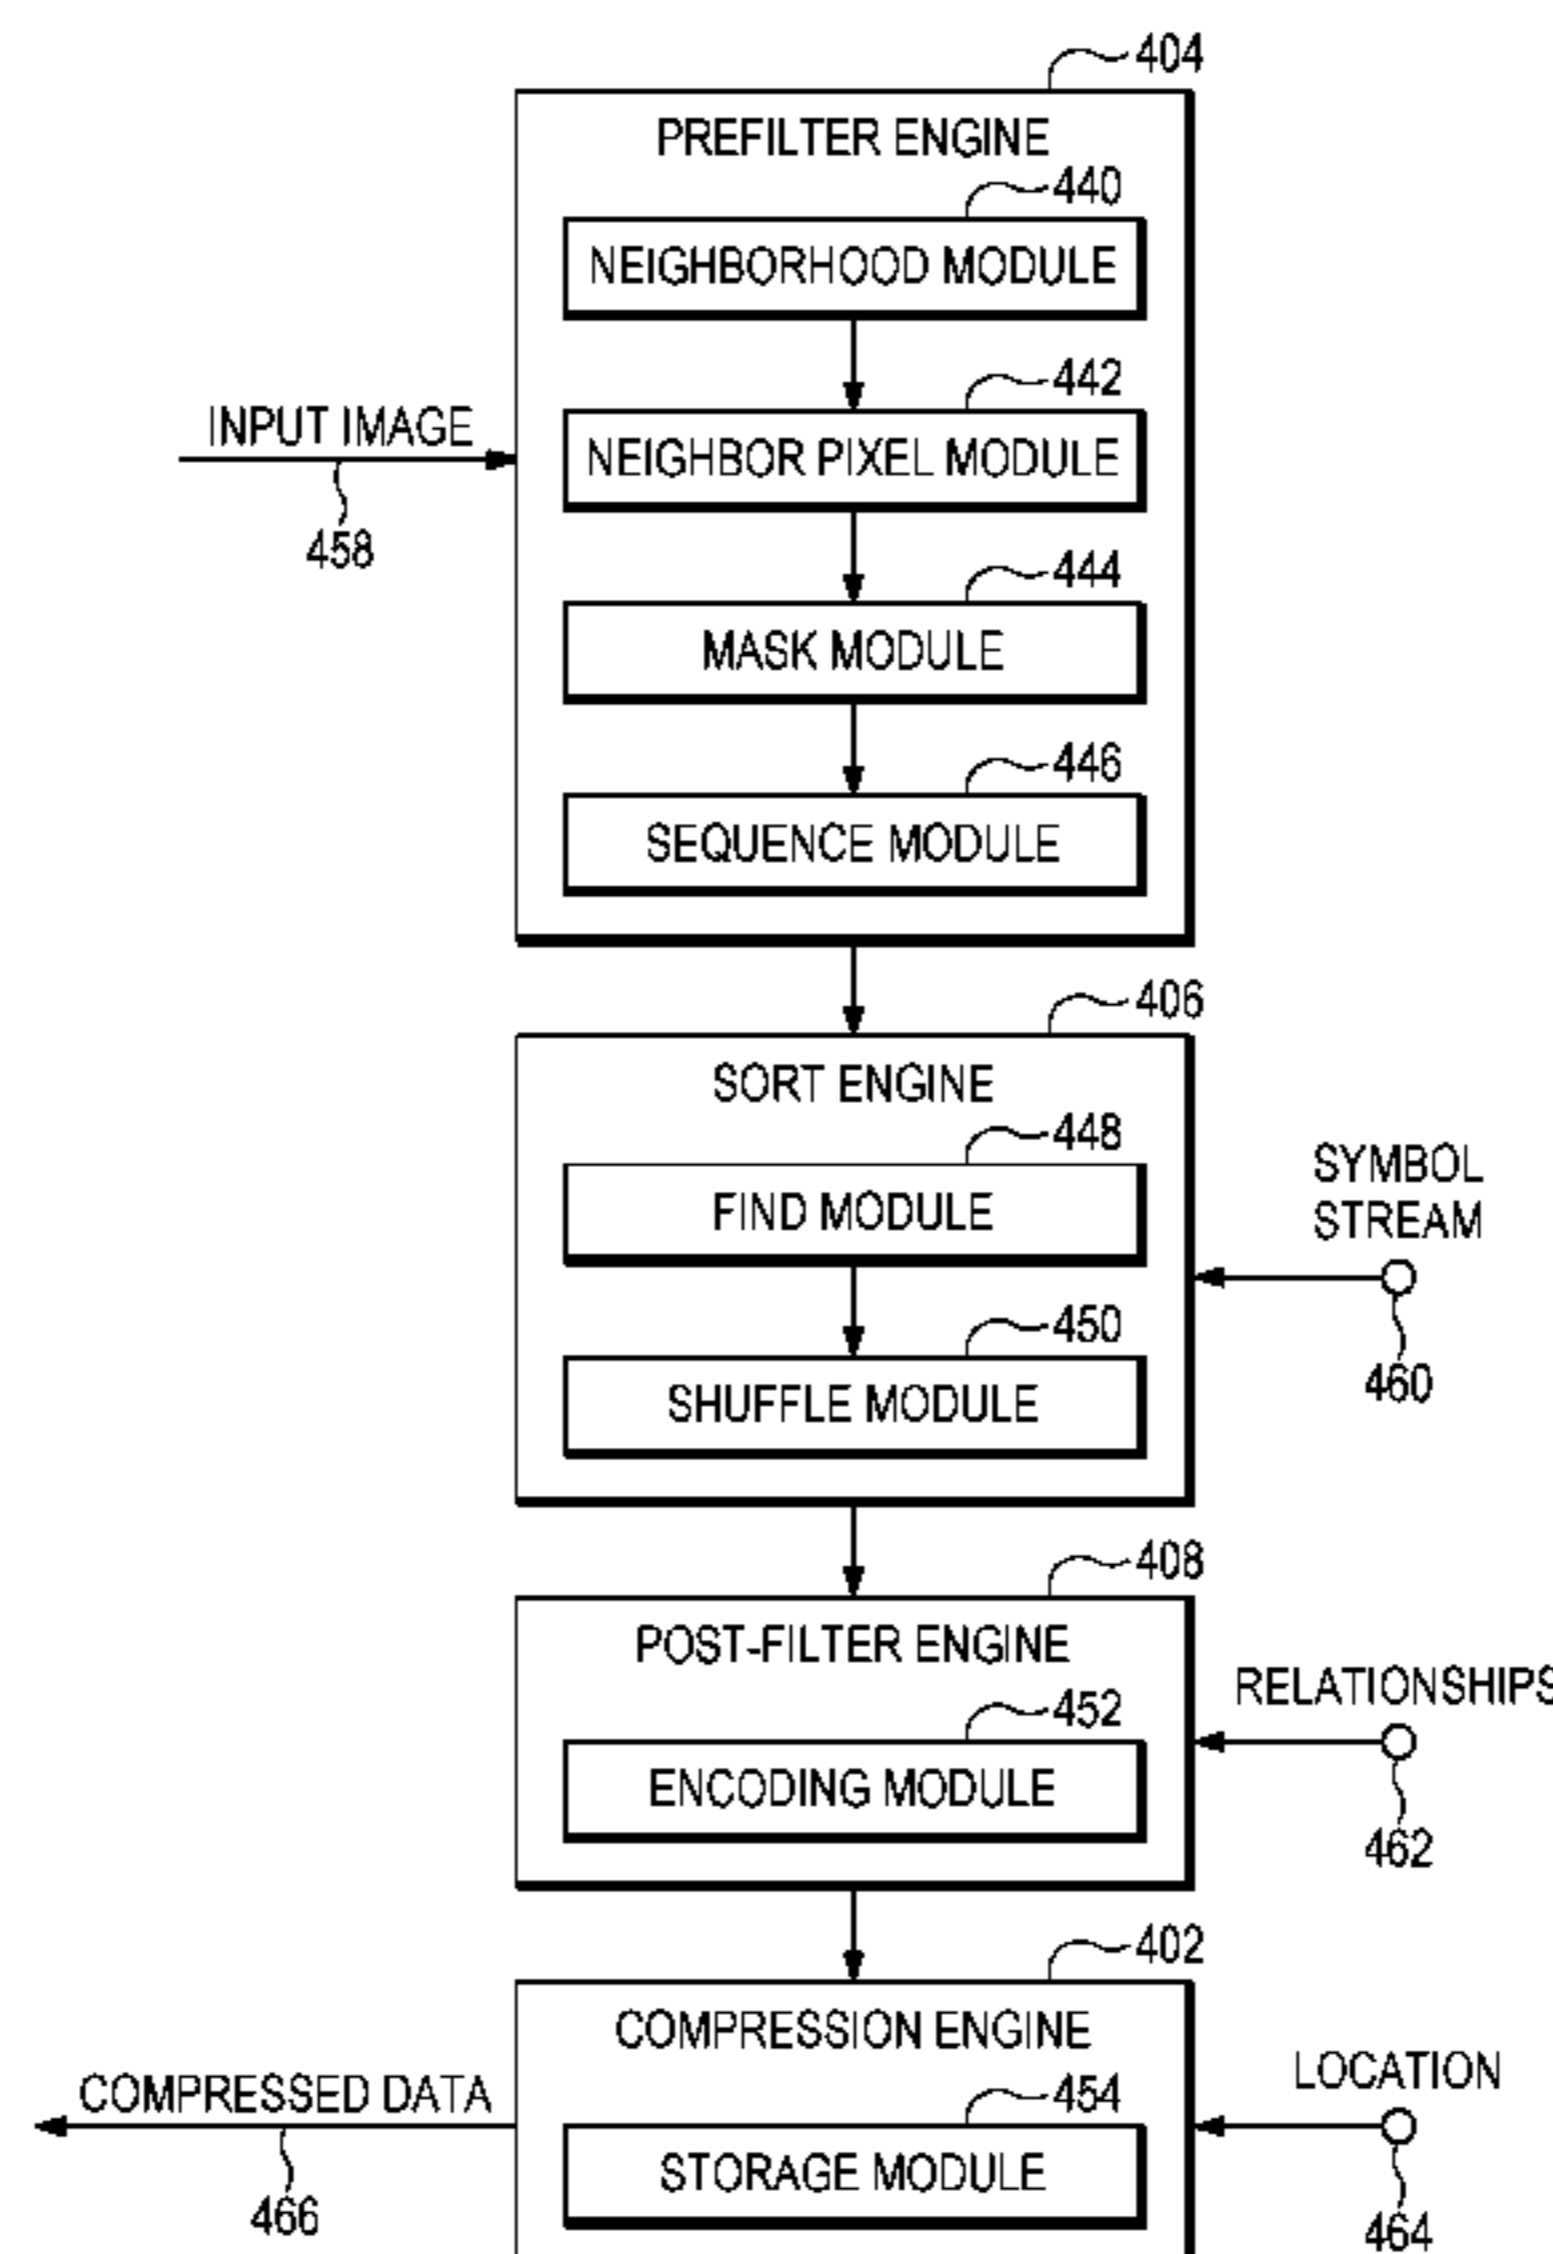 404
PREFILTER ENGINE
440
NEIGHBORHOOD MODULE
442
INPUT IMAGE
NEIGHBOR PIXEL MODULE
458
444
MASK MODULE
446
SEQUENCE MODULE
406
SORT ENGINE
448
SYMBOL
STREAM
FIND MODULE
450
460
SHUFFLE MODULE
408
POST-FILTER ENGINE
RELATIONSHIPS
452
ENCODING MODULE
462
402
COMPRESSION ENGINE
LOCATION
COMPRESSED DATA
454
STORAGE MODULE
466
464